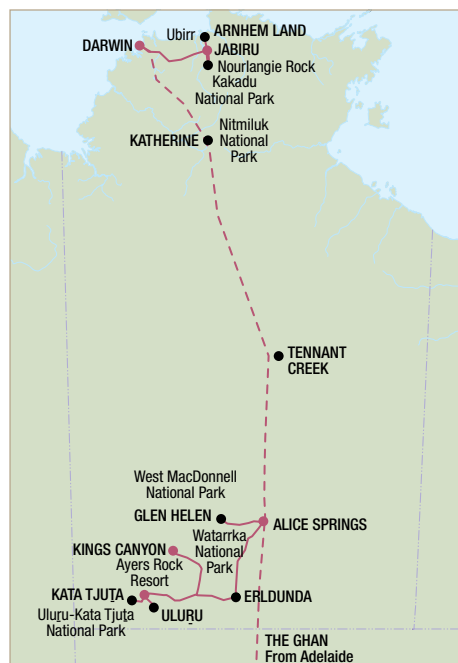 Ubirr
ARNHEM LAND
DARWIN
JABIRU
Nourlangie Rock
Kakadu
National Park
Nitmiluk
National
Park
KATHERINE
TENNANT
CREEK
West MacDonnell
National Park
GLEN HELEN
ALICE SPRINGS
Watarrka
National
Park
KINGS CANYON
Ayers Rock
Resort
KATA TJUṮA
ERLDUNDA
Uluṟu-Kata Tjuṯa
National Park
ULUṞU
THE GHAN
From Adelaide